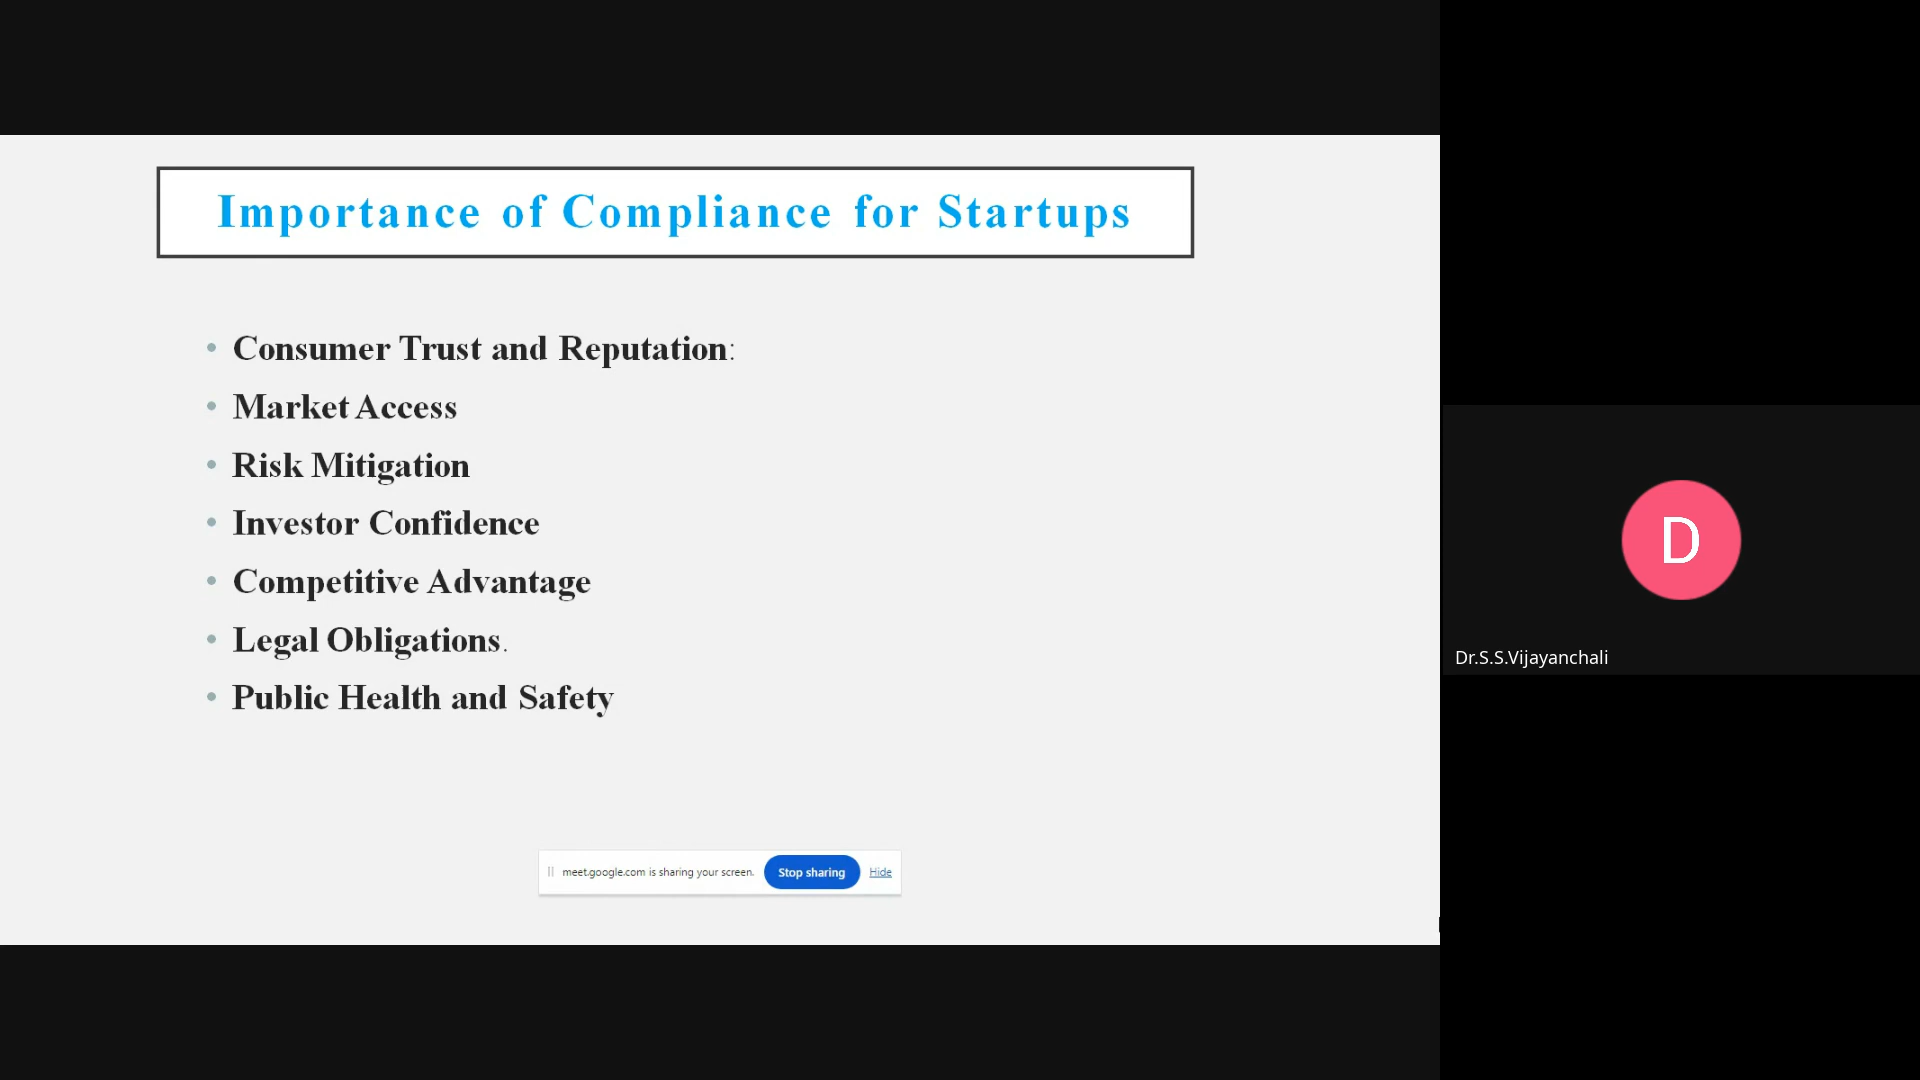 Importance of Compliance for Startups
• Consumer Trust and Reputation:
• Market Access
• Risk Mitigation
• Investor Confidence
• Competitive Advantage
• Legal Obligations.
• Public Health and Safety
meet.google.com is sharing your screen. Stop sharing Hide
D
Dr.S.S.Vijayanchali